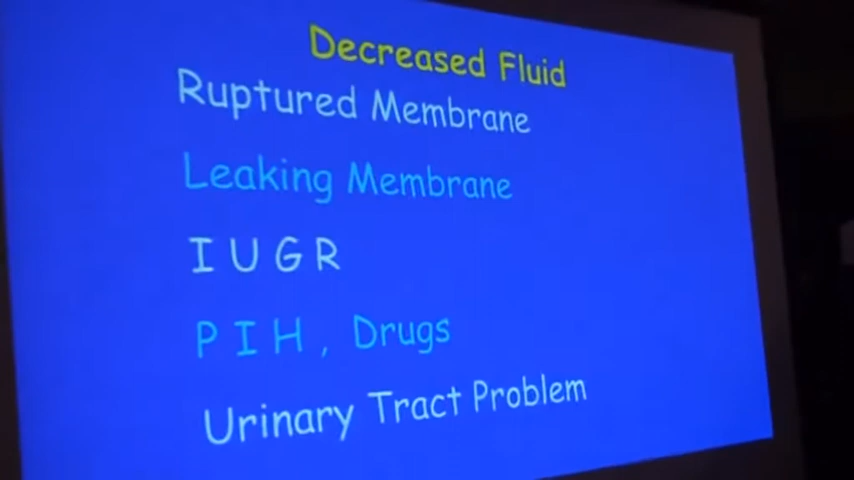 Decreased Fluid
Ruptured Membrane
Leaking Membrane
I U G R
P I H , Drugs
Urinary Tract Problem